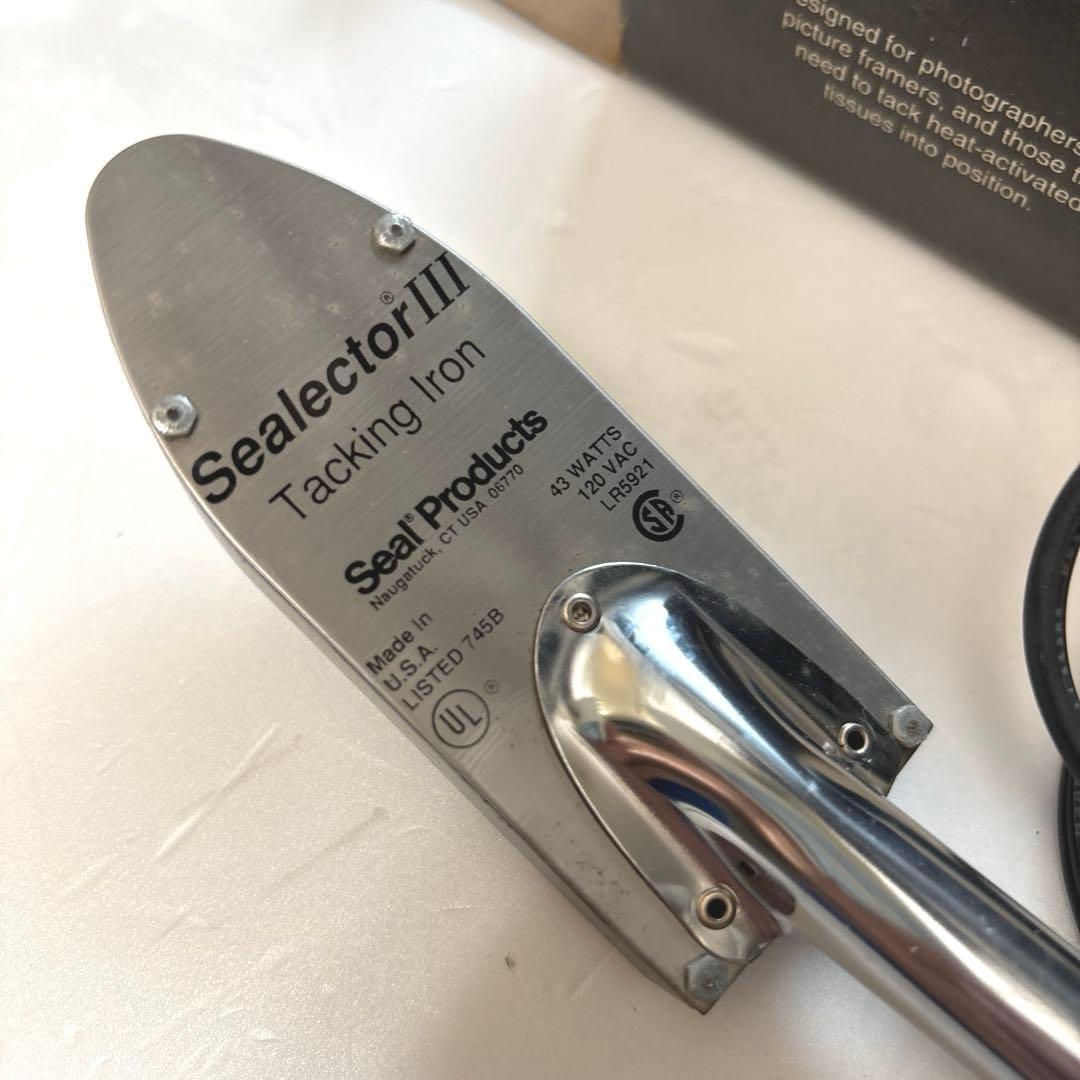 esigned for photographers
picture framers, and those
need to tack heat-activated
tissues into position.
Sealector® III
Tacking Iron
Seal® Products
Naugatuck, CT USA 06770
43 WATTS
120 VAC
LR5921
SA®
Made In
U.S.A.
LISTED 745B
UL®